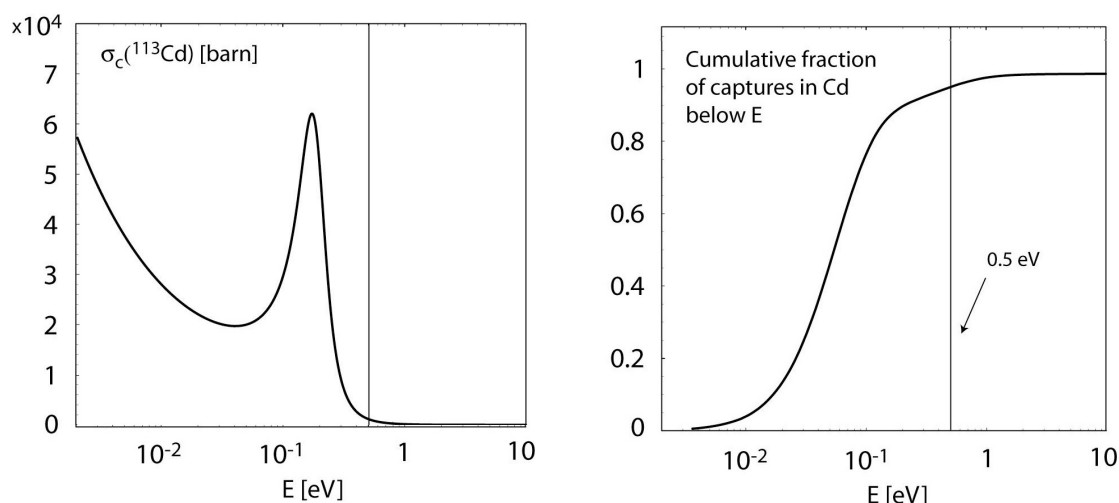 x10⁴
σc(¹¹³Cd) [barn]
7
6
5
4
3
2
1
0
10⁻²
10⁻¹
1
10
E [eV]
Cumulative fraction
of captures in Cd
below E
1
0.8
0.6
0.4
0.2
0
0.5 eV
10⁻²
10⁻¹
1
10
E [eV]